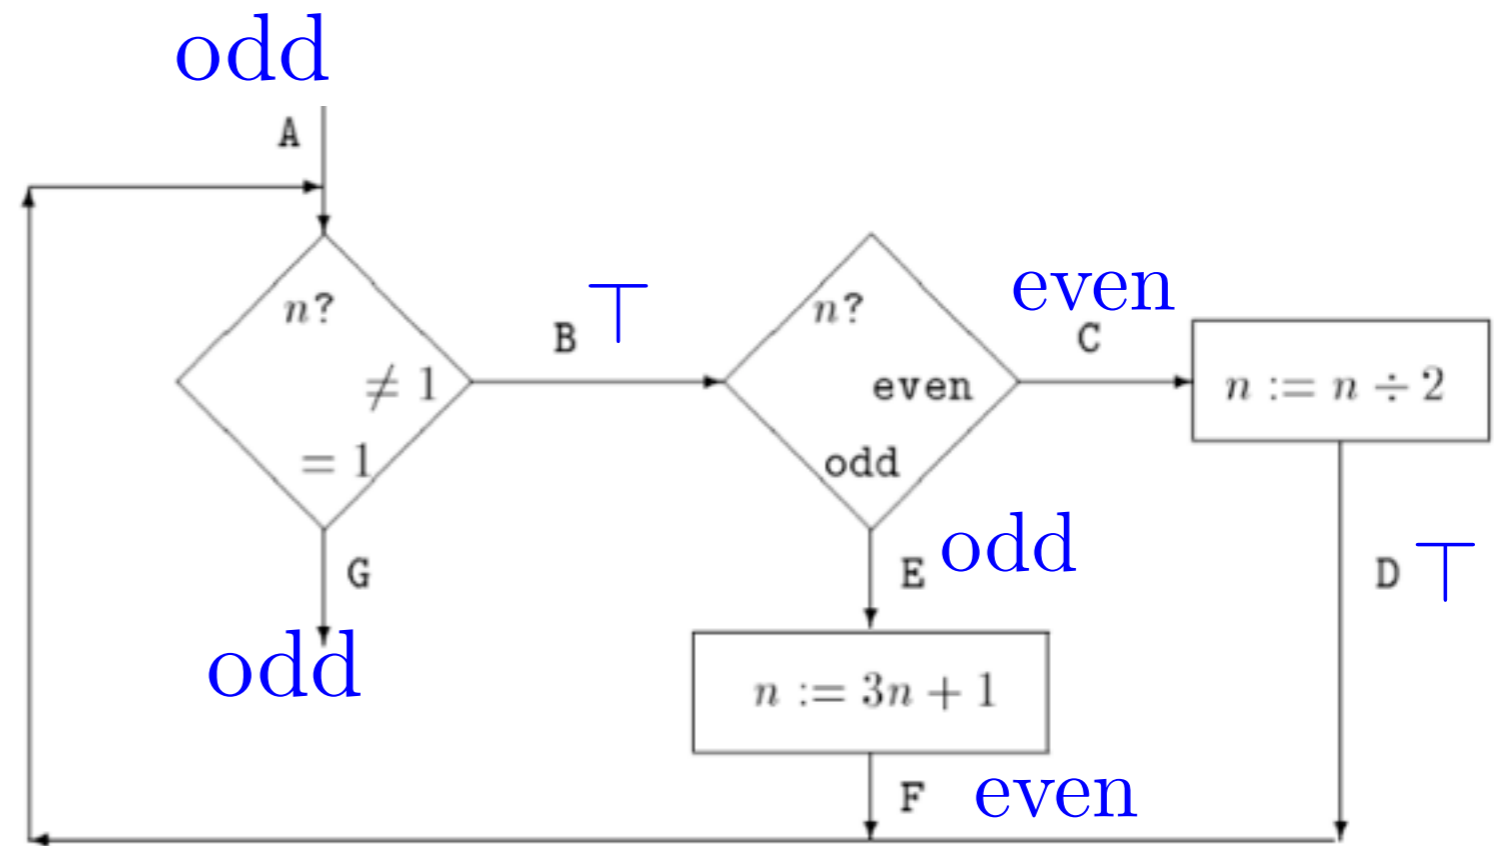 odd
A
n?
≠ 1
= 1
B ⊤
n?
even
odd
even
C
n := n ÷ 2
G
odd
E odd
D ⊤
n := 3n + 1
F even